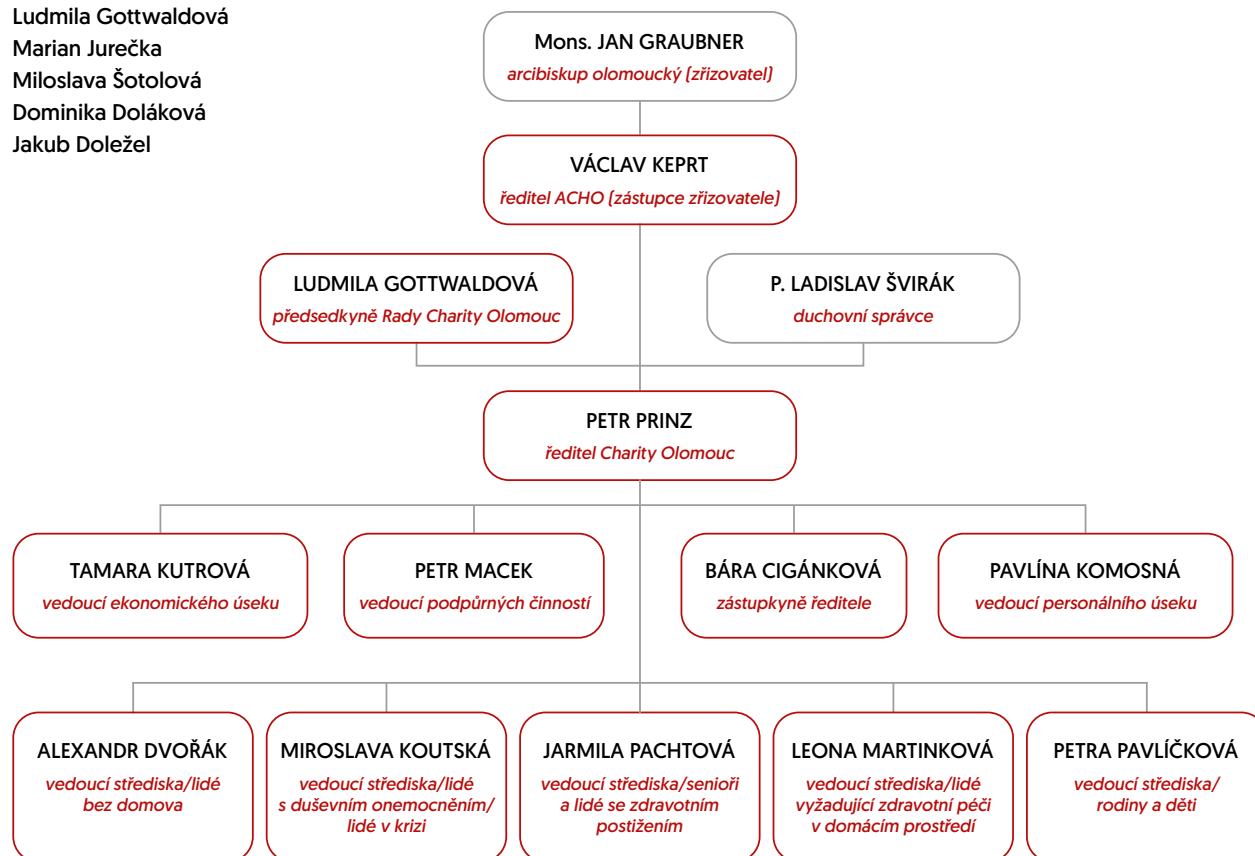 Ludmila Gottwaldová
Marian Jurečka
Miloslava Šotolová
Dominika Doláková
Jakub Doležel
Mons. JAN GRAUBNER
arcibiskup olomoucký (zřizovatel)
VÁCLAV KEPRT
ředitel ACHO (zástupce zřizovatele)
LUDMILA GOTTWALDOVÁ
předsedkyně Rady Charity Olomouc
P. LADISLAV ŠVIRÁK
duchovní správce
PETR PRINZ
ředitel Charity Olomouc
TAMARA KUTROVÁ
vedoucí ekonomického úseku
PETR MACEK
vedoucí podpůrných činností
BÁRA CIGÁNKOVÁ
zástupkyně ředitele
PAVLÍNA KOMOSNÁ
vedoucí personálního úseku
ALEXANDR DVOŘÁK
vedoucí střediska/lidé
bez domova
MIROSLAVA KOUTSKÁ
vedoucí střediska/lidé
s duševním onemocněním/
lidé v krizi
JARMILA PACHTOVÁ
vedoucí střediska/senioři
a lidé se zdravotním
postižením
LEONA MARTINKOVÁ
vedoucí střediska/lidé
vyžadující zdravotní péči
v domácím prostředí
PETRA PAVLÍČKOVÁ
vedoucí střediska/
rodiny a děti